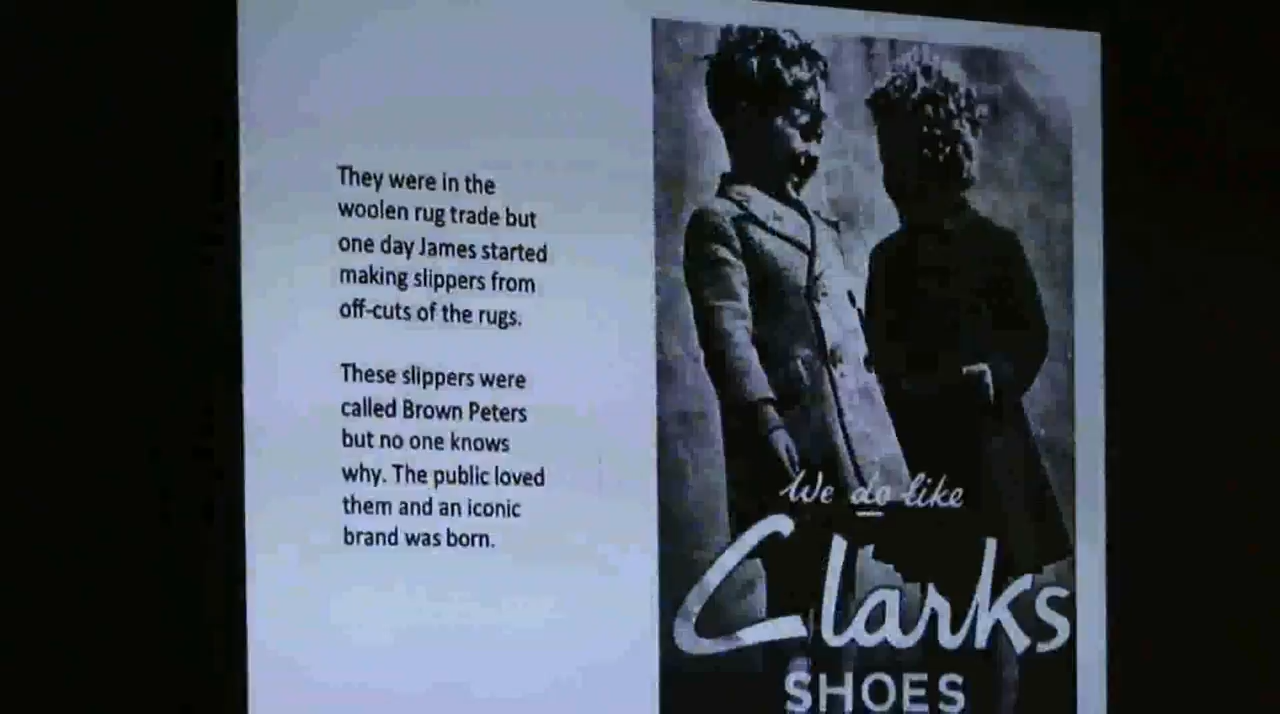 They were in the
woolen rug trade but
one day James started
making slippers from
off-cuts of the rugs.
These slippers were
called Brown Peters
but no one knows
why. The public loved
them and an iconic
brand was born.
We do like
Clarks
SHOES